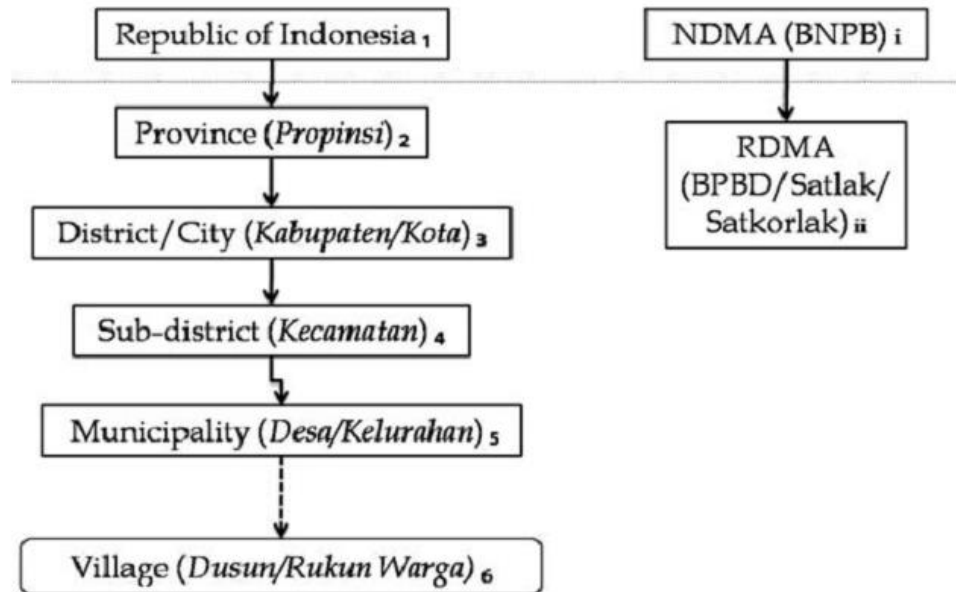 Republic of Indonesia 1
Province (Propinsi) 2
District/City (Kabupaten/Kota) 3
Sub-district (Kecamatan) 4
Municipality (Desa/Kelurahan) 5
Village (Dusun/Rukun Warga) 6
NDMA (BNPB) i
RDMA
(BPBD/Satlak/
Satkorlak) ii